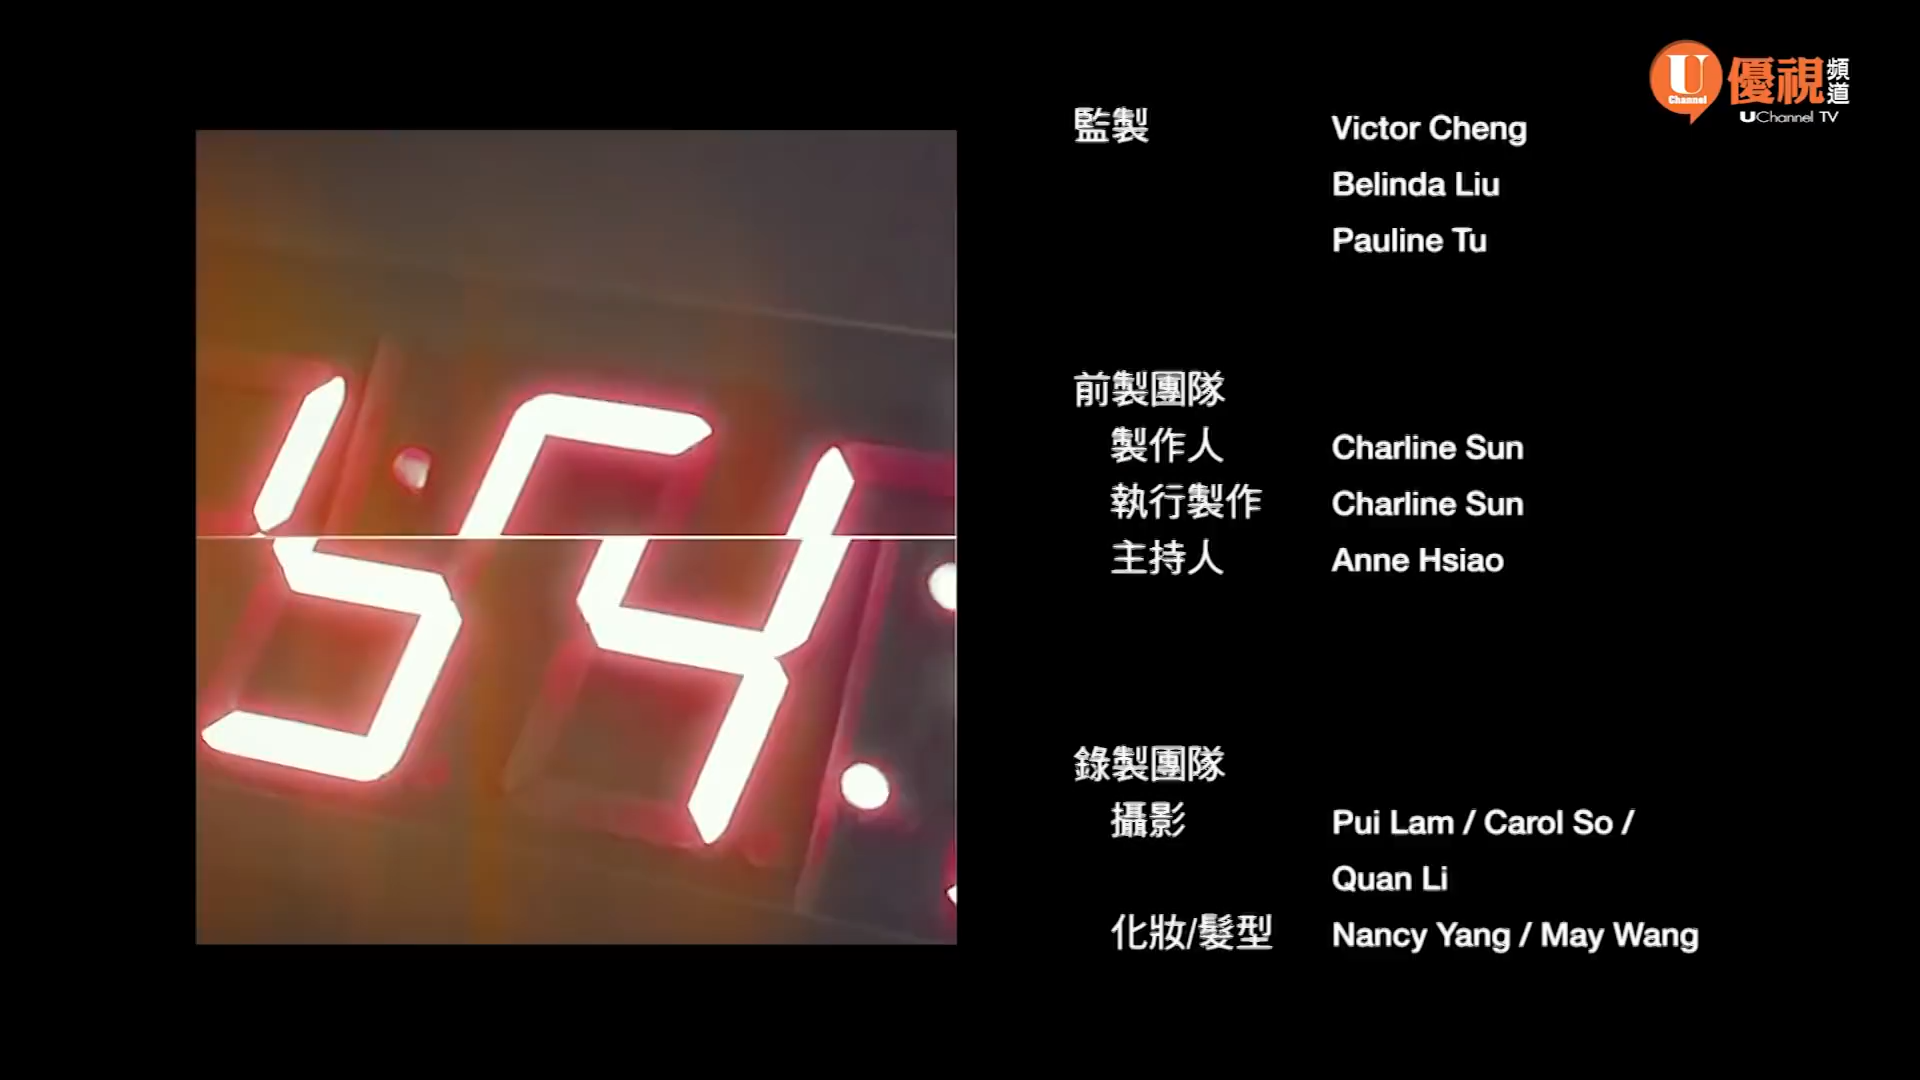 U
Channel
優視頻道
UChannel TV
監製 Victor Cheng
Belinda Liu
Pauline Tu
前製團隊
製作人 Charline Sun
執行製作 Charline Sun
主持人 Anne Hsiao
錄製團隊
攝影 Pui Lam / Carol So /
Quan Li
化妝/髮型 Nancy Yang / May Wang